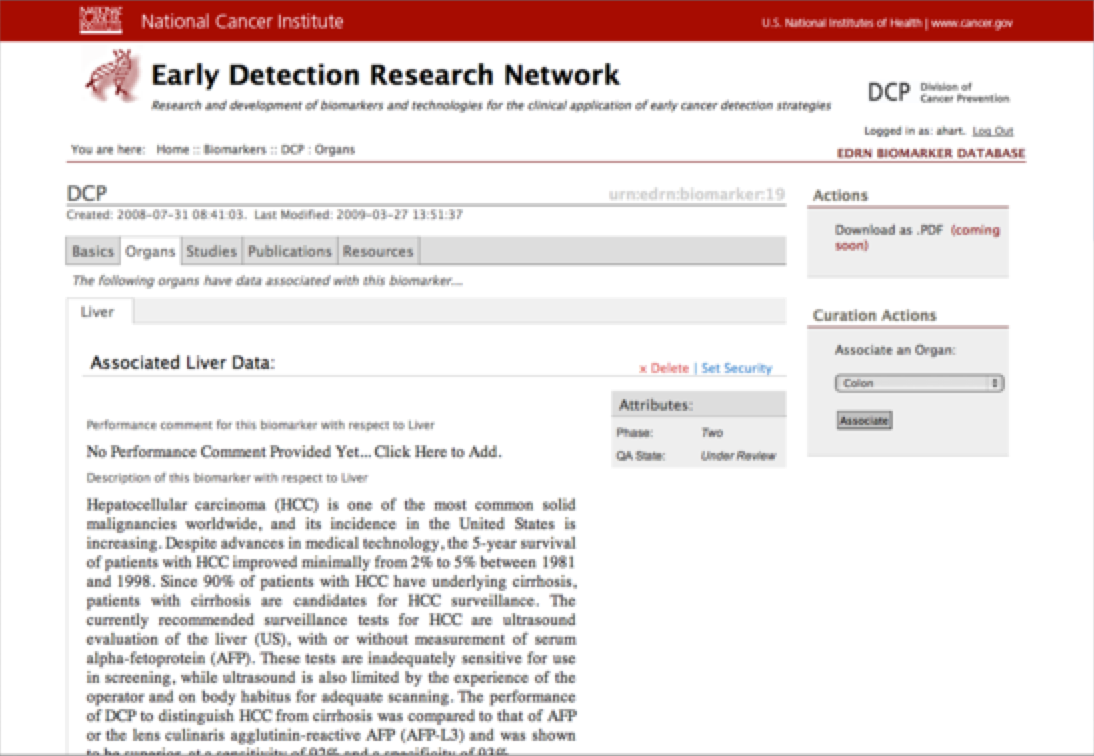 NATIONAL CANCER INSTITUTE
National Cancer Institute
U.S. National Institutes of Health | www.cancer.gov
Early Detection Research Network
Research and development of biomarkers and technologies for the clinical application of early cancer detection strategies
DCP Division of Cancer Prevention
Logged in as: ahart. Log Out
You are here: Home :: Biomarkers :: DCP : Organs
EDRN BIOMARKER DATABASE
DCP
urn:edrn:biomarker:19
Created: 2008-07-31 08:41:03. Last Modified: 2009-03-27 13:51:37
Basics Organs Studies Publications Resources
The following organs have data associated with this biomarker....
Liver
Associated Liver Data:
x Delete | Set Security
Attributes:
Phase: Two
QA State: Under Review
Performance comment for this biomarker with respect to Liver
No Performance Comment Provided Yet... Click Here to Add.
Description of this biomarker with respect to Liver
Hepatocellular carcinoma (HCC) is one of the most common solid
malignancies worldwide, and its incidence in the United States is
increasing. Despite advances in medical technology, the 5-year survival
of patients with HCC improved minimally from 2% to 5% between 1981
and 1998. Since 90% of patients with HCC have underlying cirrhosis,
patients with cirrhosis are candidates for HCC surveillance. The
currently recommended surveillance tests for HCC are ultrasound
evaluation of the liver (US), with or without measurement of serum
alpha-fetoprotein (AFP). These tests are inadequately sensitive for use
in screening, while ultrasound is also limited by the experience of the
operator and on body habitus for adequate scanning. The performance
of DCP to distinguish HCC from cirrhosis was compared to that of AFP
or the lens culinaris agglutinin-reactive AFP (AFP-L3) and was shown
to be superior, at a sensitivity of 92% and a specificity of 93%
Actions
Download as .PDF (coming
soon)
Curation Actions
Associate an Organ:
Colon
Associate